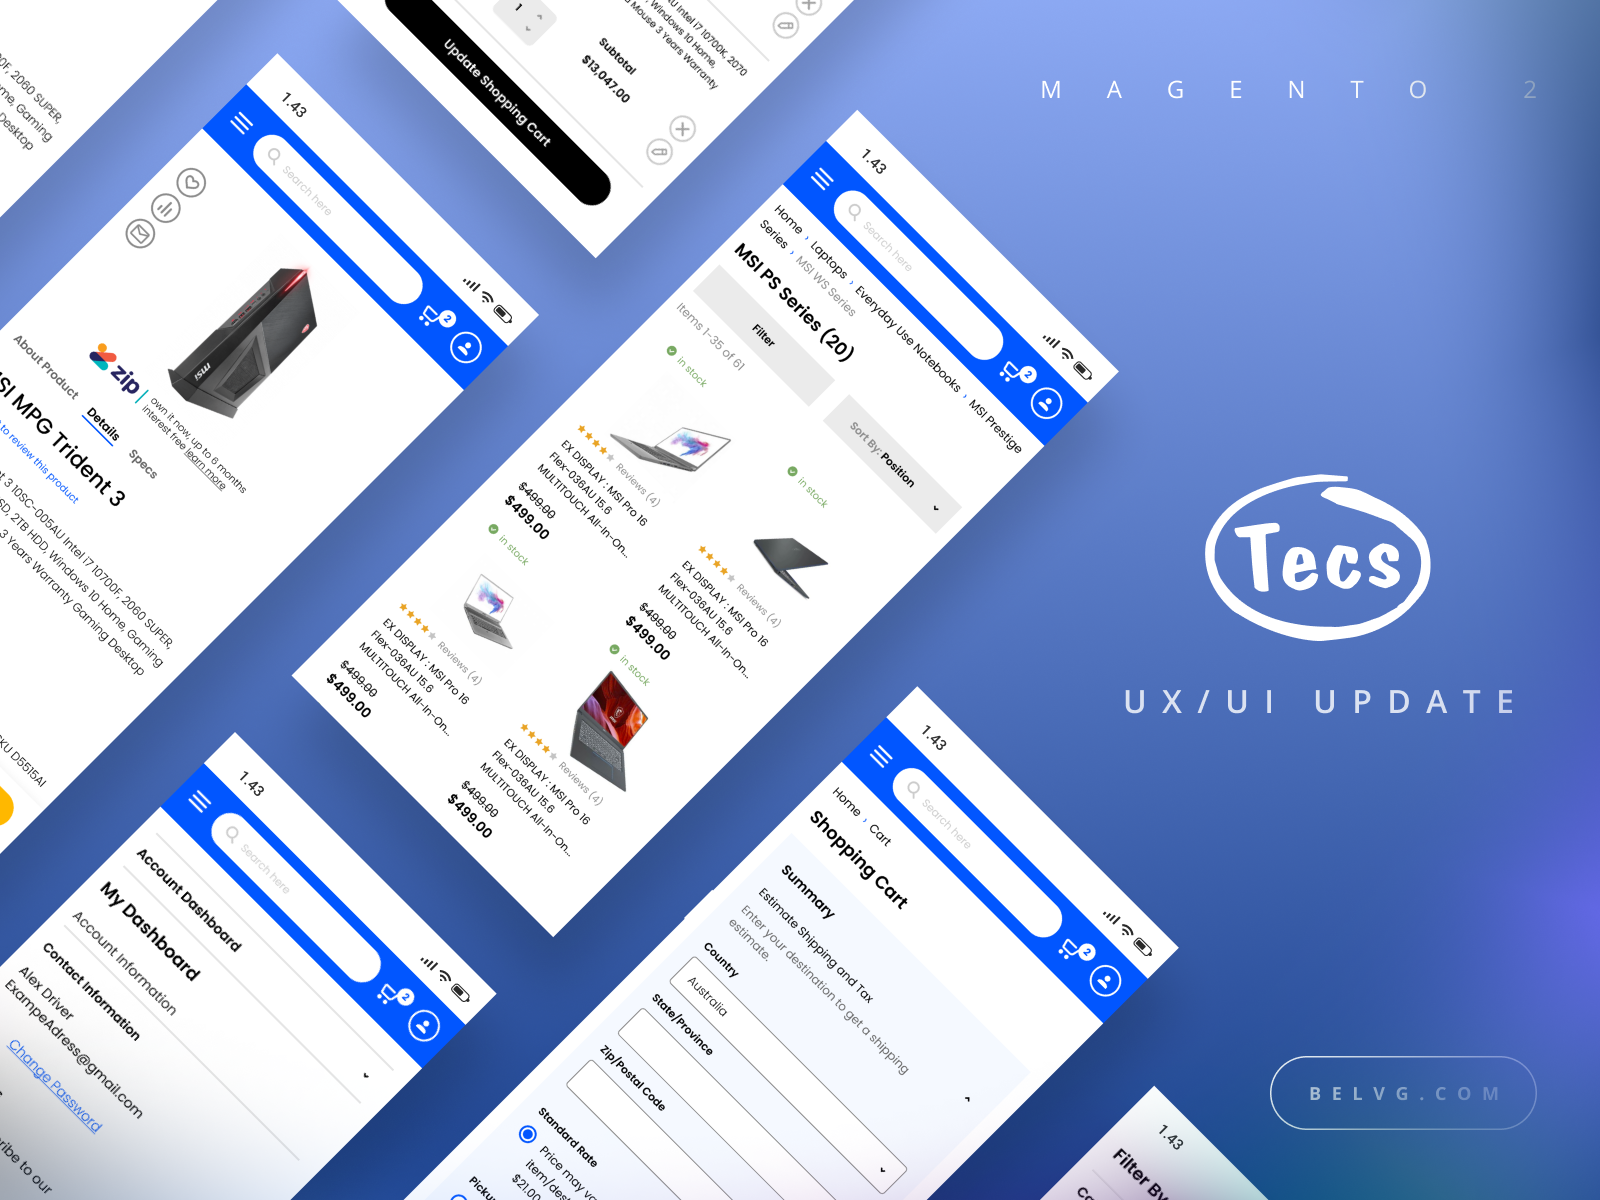 MAGENTO 2
Tecs
UX/UI UPDATE
BELVG.COM
0F, 2060 SUPER,
me, Gaming
Desktop
1
Intel i7 10700K, 2070
Windows 10 Home,
Mouse 3 Years Warranty
Subtotal
$13,047.00
Update Shopping Cart
1.43
Search here
2
zip
own it now, up to 6 months
interest free learn more
About Product
Details
Specs
MSI MPG Trident 3
to review this product
t 3 10SC-005AU Intel i7 10700F, 2060 SUPER,
SD, 2TB HDD, Windows 10 Home, Gaming
3 Years Warranty Gaming Desktop
KU D5515AI
1.43
Search here
2
Home › Laptops › Everyday Use Notebooks › MSI Prestige
Series › MSI WS Series
MSI PS Series (20)
Filter
Sort By: Position
Items 1-35 of 61
in stock
Reviews (4)
EX DISPLAY : MSI Pro 16
Flex-036AU 15.6
MULTITOUCH All-In-On...
$499.00
$499.00
in stock
Reviews (4)
EX DISPLAY : MSI Pro 16
Flex-036AU 15.6
MULTITOUCH All-In-On...
$499.00
$499.00
in stock
Reviews (4)
EX DISPLAY : MSI Pro 16
Flex-036AU 15.6
MULTITOUCH All-In-On...
$499.00
$499.00
in stock
Reviews (4)
EX DISPLAY : MSI Pro 16
Flex-036AU 15.6
MULTITOUCH All-In-On...
$499.00
$499.00
1.43
Search here
2
Account Dashboard
My Dashboard
Account Information
Contact Information
Alex Driver
ExampeAdress@gmail.com
Change Password
cribe to our
1.43
Search here
2
Home › Cart
Shopping Cart
Summary
Estimate Shipping and Tax
Enter your destination to get a shipping
estimate.
Country
Australia
State/Province
Zip/Postal Code
Standard Rate
Price may va
item/dest
$21.00
Picku
1.43
Filter By